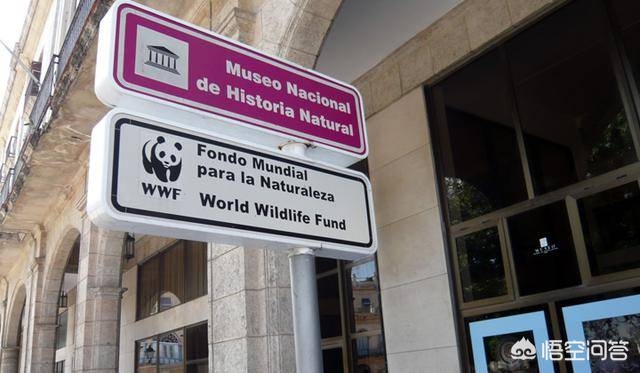 Museo Nacional
de Historia Natural
Fondo Mundial
para la Naturaleza
WWF
World Wildlife Fund
悟空问答